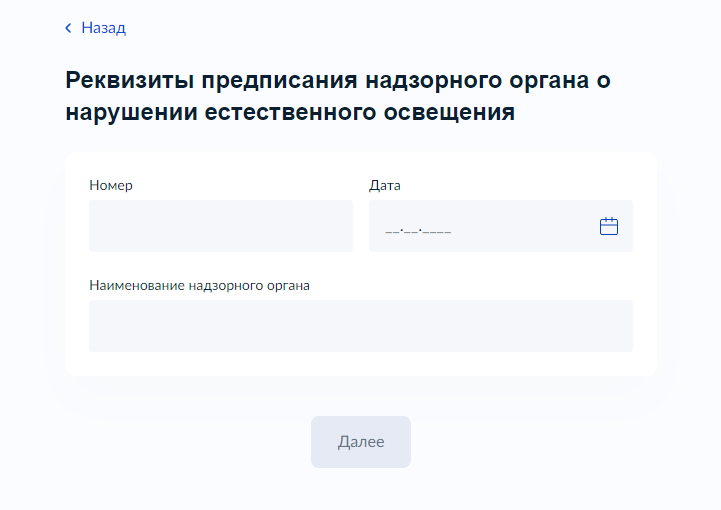 Назад
Реквизиты предписания надзорного органа о
нарушении естественного освещения
Номер
Дата
__.__.____
Наименование надзорного органа
Далее